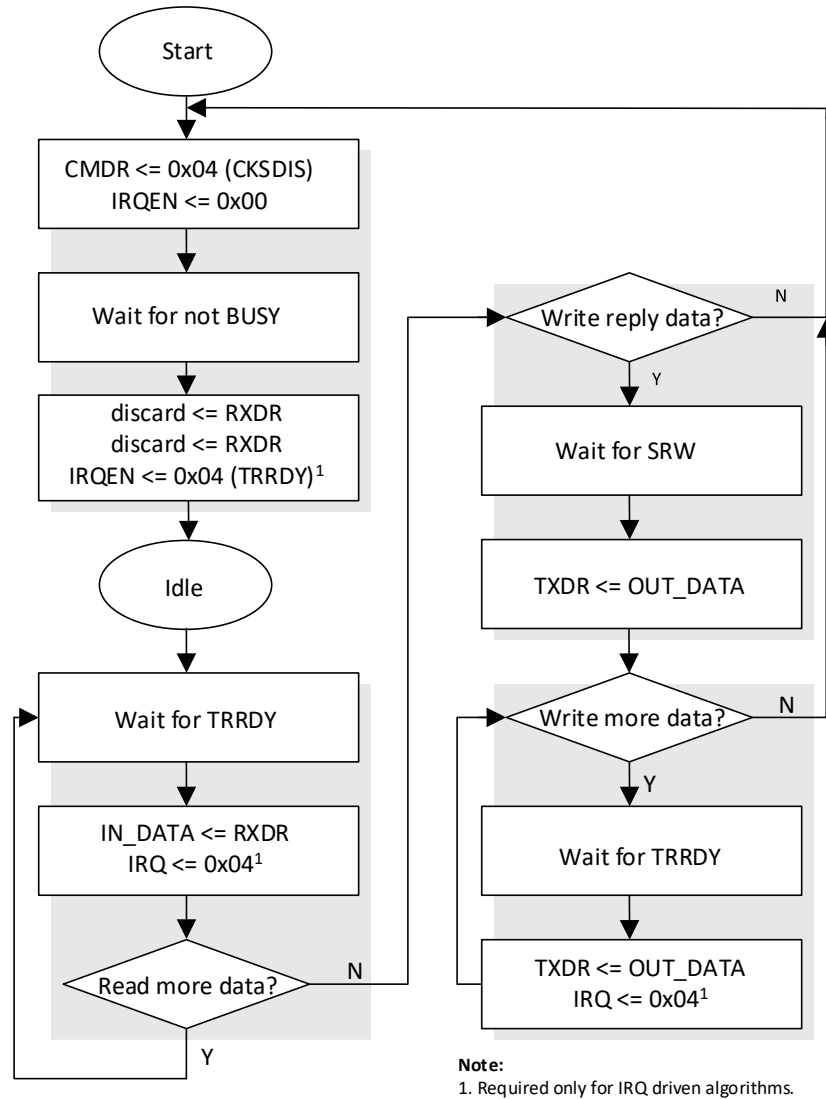 Start
CMDR <= 0x04 (CKSDIS)
IRQEN <= 0x00
Wait for not BUSY
discard <= RXDR
discard <= RXDR
IRQEN <= 0x04 (TRRDY)¹
Idle
Wait for TRRDY
IN_DATA <= RXDR
IRQ <= 0x04¹
Read more data?
N
Y
Write reply data?
N
Y
Wait for SRW
TXDR <= OUT_DATA
Write more data?
N
Y
Wait for TRRDY
TXDR <= OUT_DATA
IRQ <= 0x04¹
Note:
1. Required only for IRQ driven algorithms.